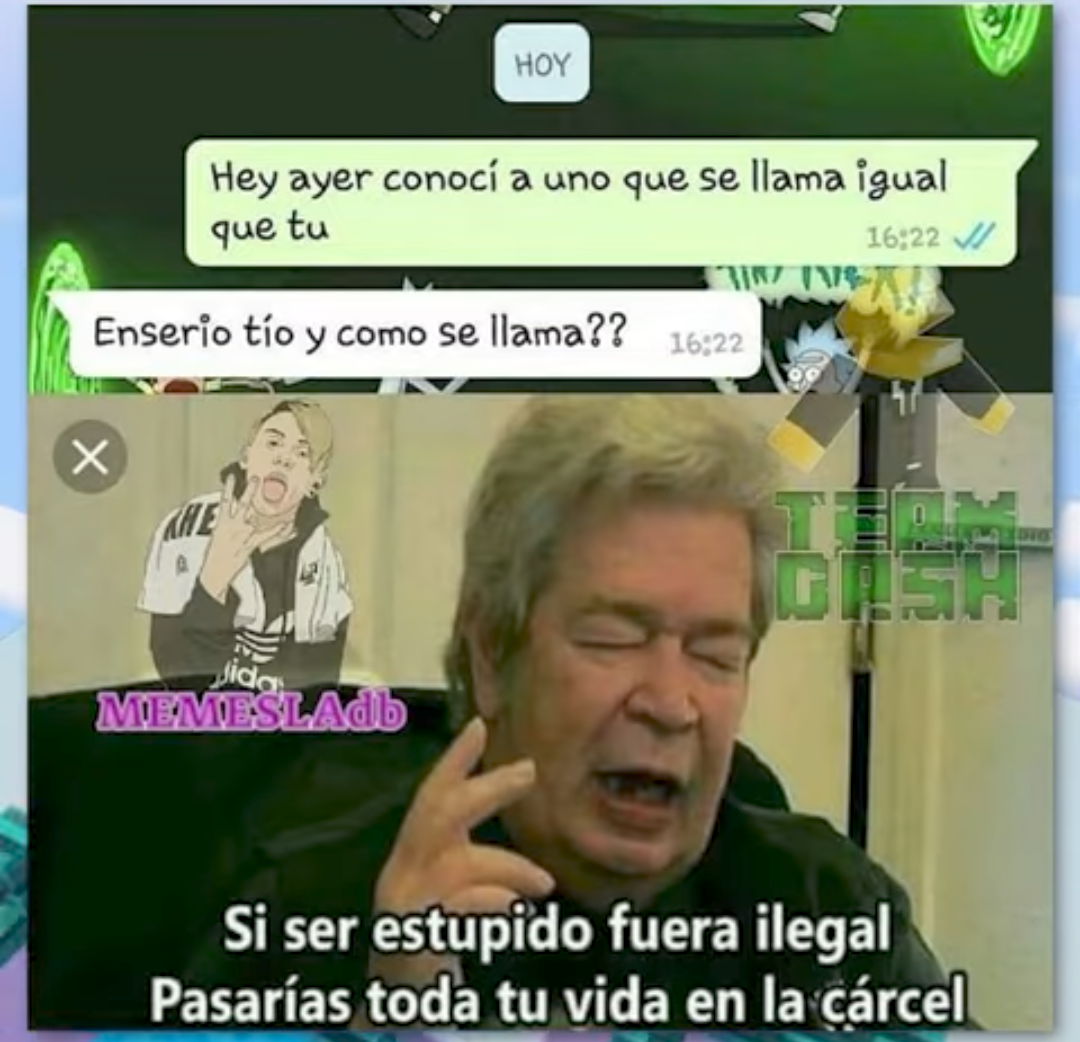 HOY
Hey ayer conocí a uno que se llama igual
que tu
16:22
Enserio tío y como se llama??
16:22
KHE
MEMESLAdb
TEAM
CASH
Si ser estupido fuera ilegal
Pasarías toda tu vida en la cárcel